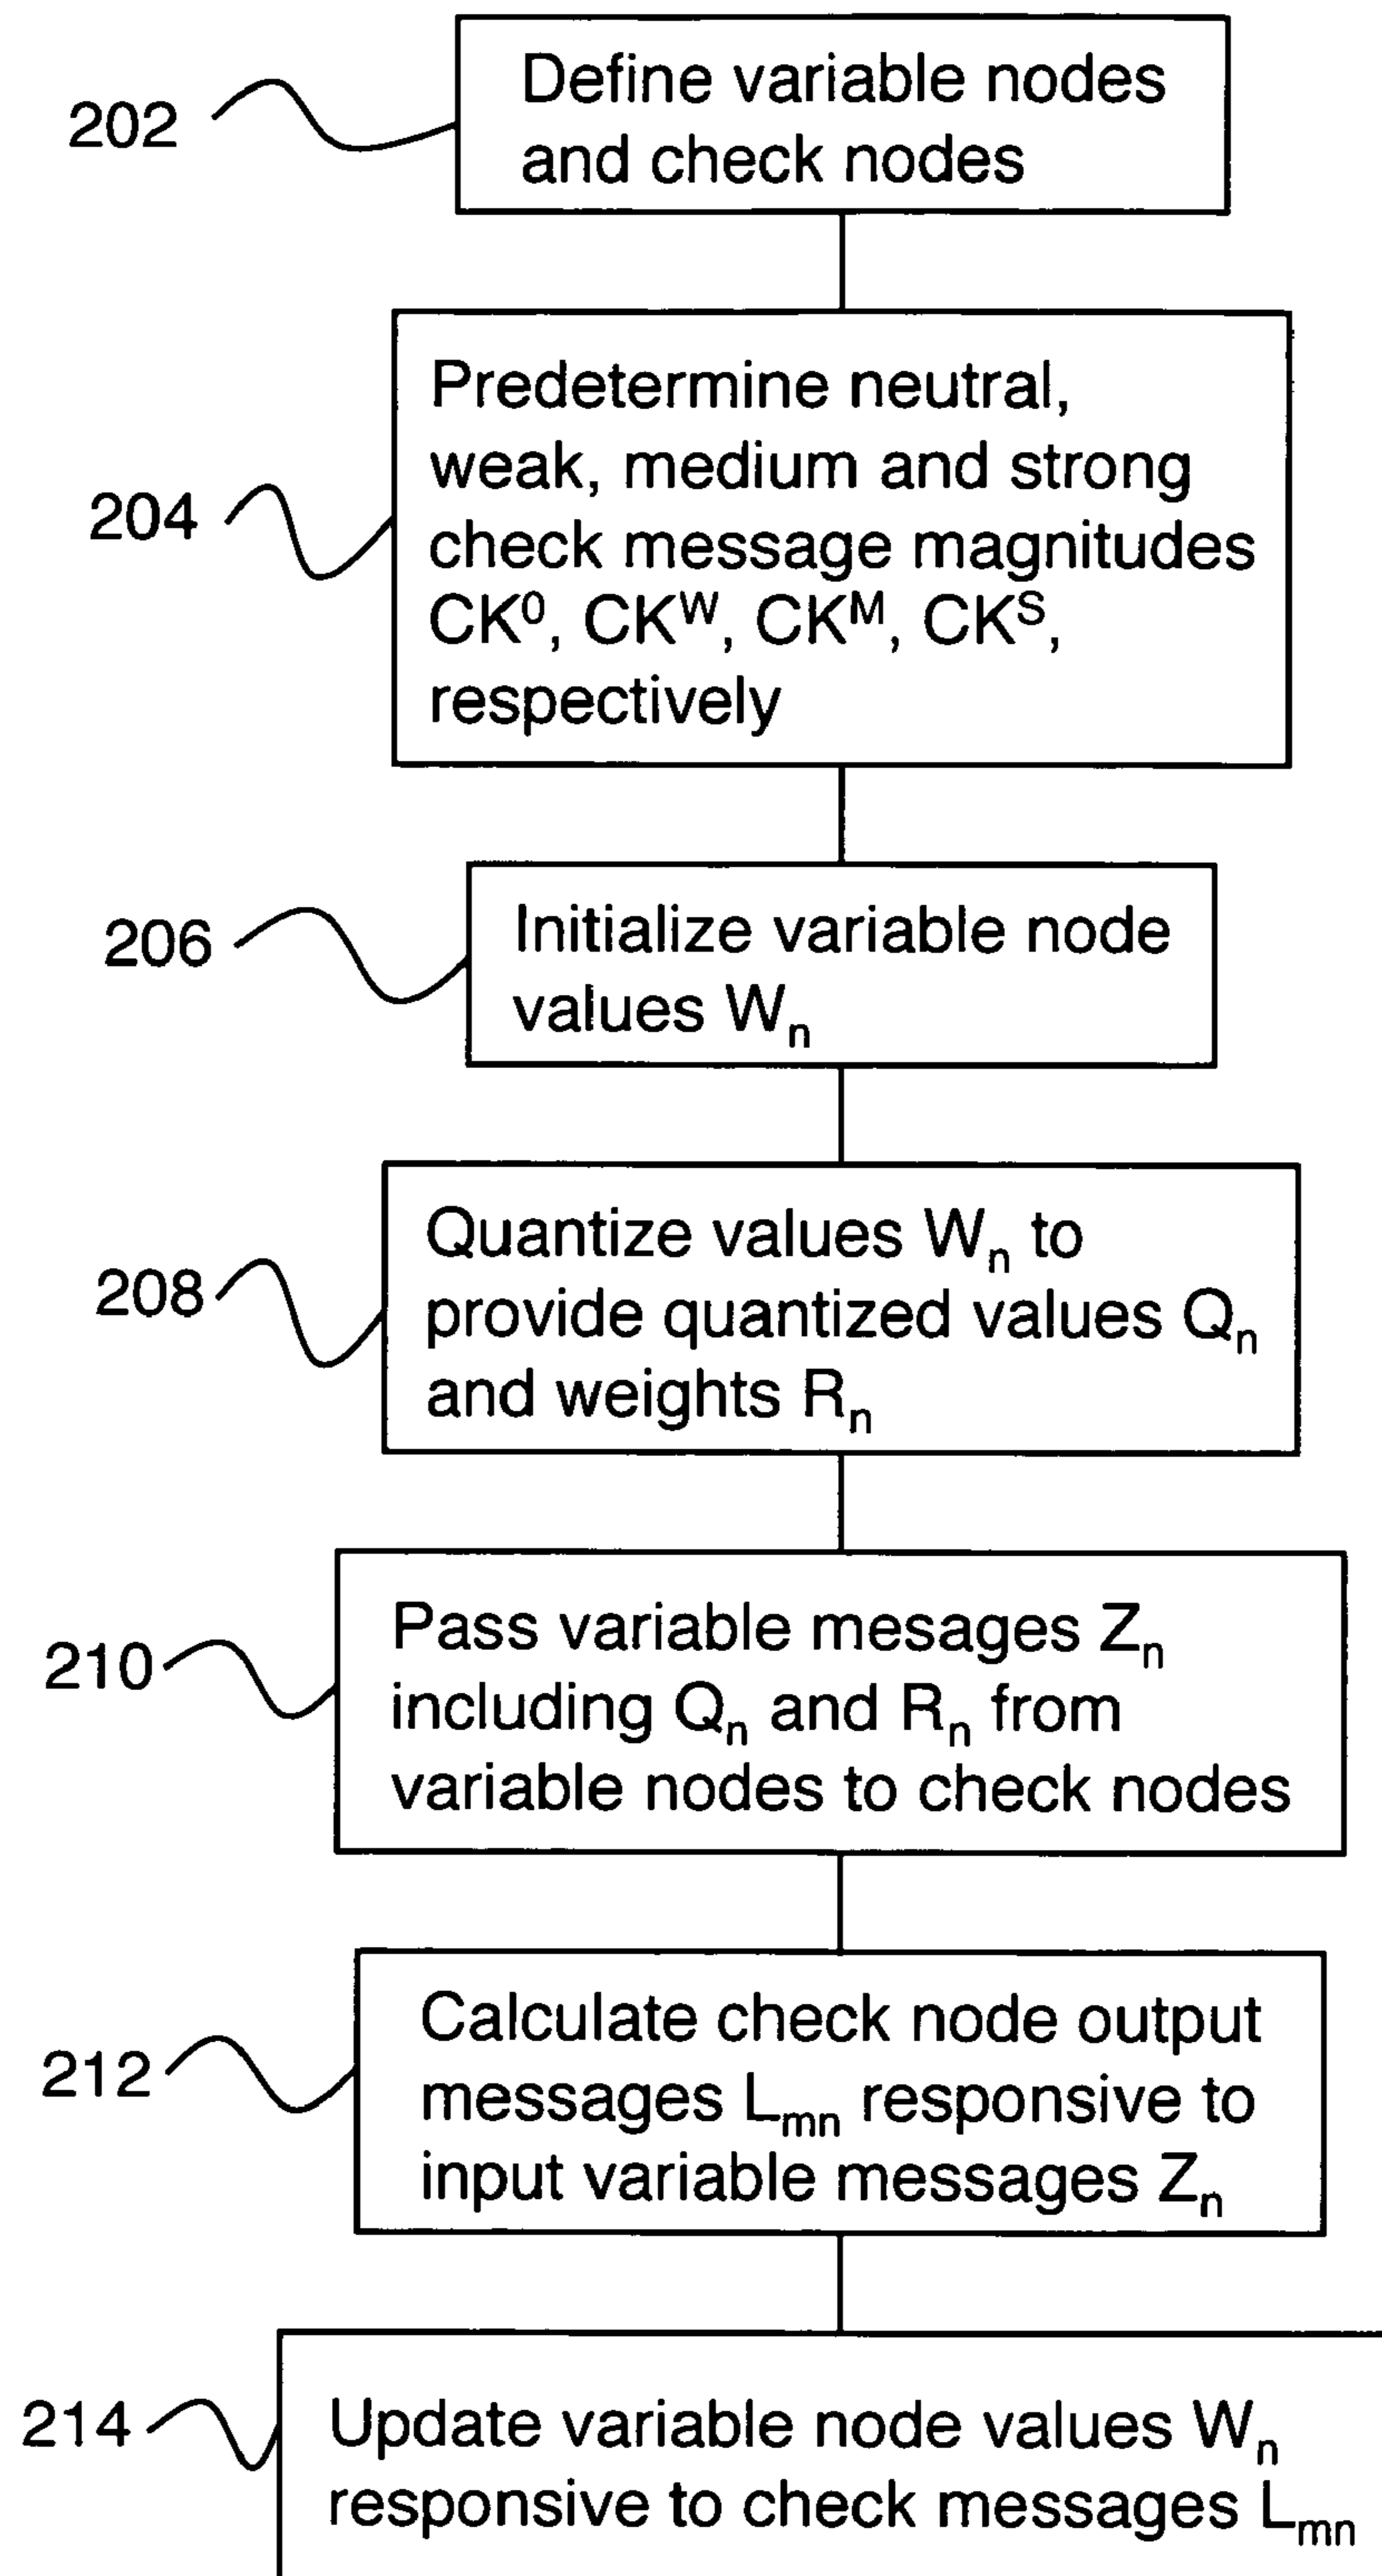 202
Define variable nodes
and check nodes
204
Predetermine neutral,
weak, medium and strong
check message magnitudes
CK⁰, CKᵂ, CKᴹ, CKˢ,
respectively
206
Initialize variable node
values Wₙ
208
Quantize values Wₙ to
provide quantized values Qₙ
and weights Rₙ
210
Pass variable mesages Zₙ
including Qₙ and Rₙ from
variable nodes to check nodes
212
Calculate check node output
messages Lₘₙ responsive to
input variable messages Zₙ
214
Update variable node values Wₙ
responsive to check messages Lₘₙ